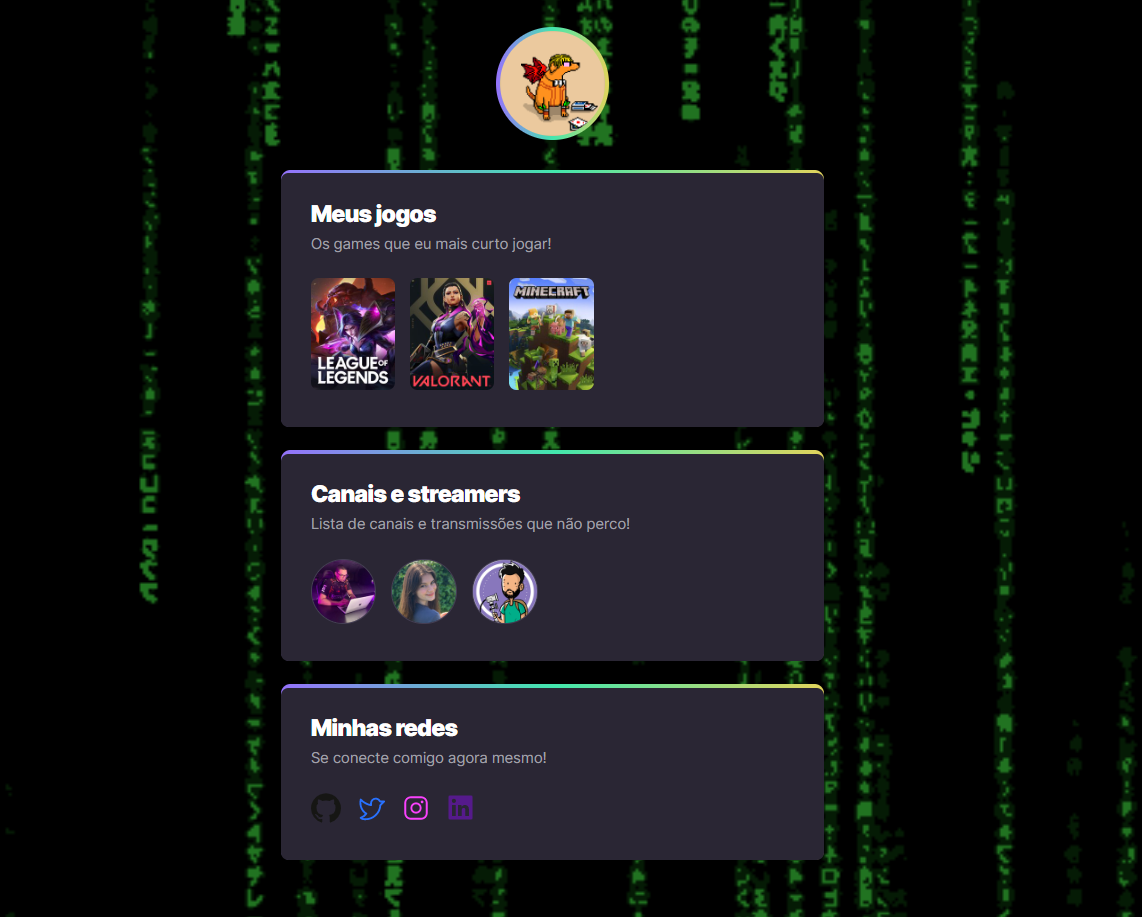 Meus jogos
Os games que eu mais curto jogar!
LEAGUE OF
LEGENDS
VALORANT
MINECRAFT
Canais e streamers
Lista de canais e transmissões que não perco!
Minhas redes
Se conecte comigo agora mesmo!
in